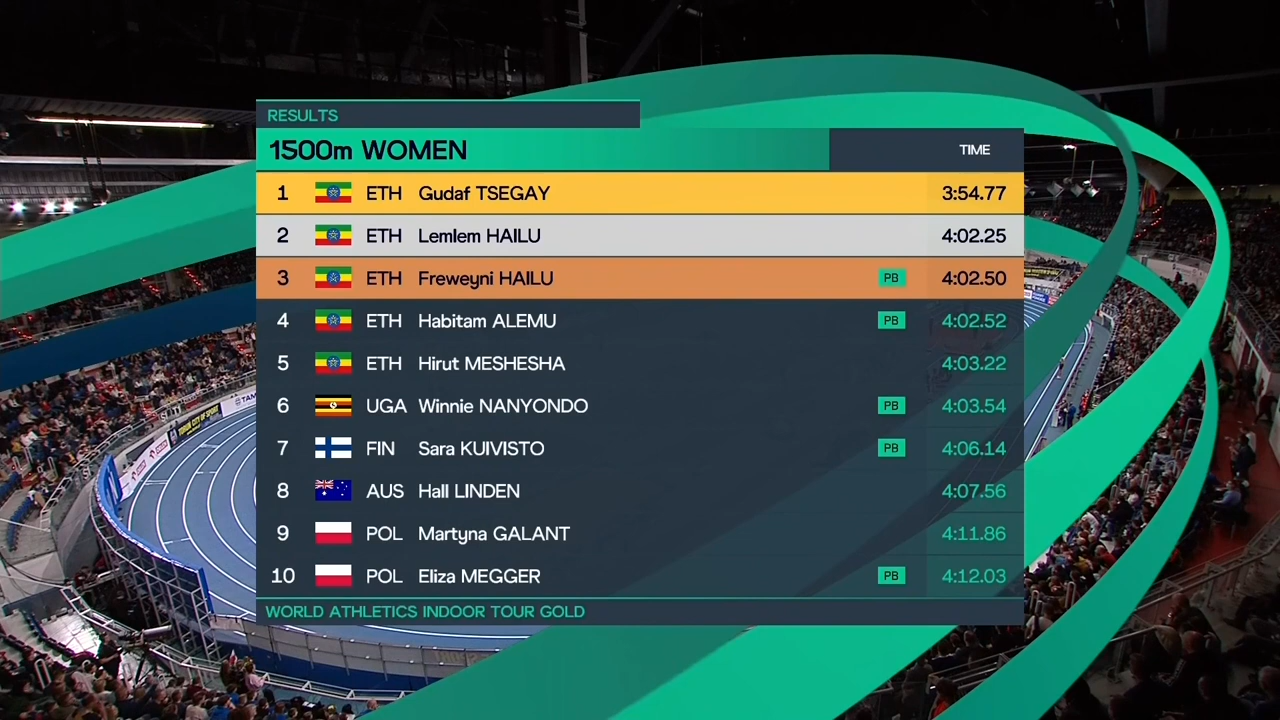 RESULTS
1500m WOMEN TIME
1 ETH Gudaf TSEGAY 3:54.77
2 ETH Lemlem HAILU 4:02.25
3 ETH Freweyni HAILU PB 4:02.50
4 ETH Habitam ALEMU PB 4:02.52
5 ETH Hirut MESHESHA 4:03.22
6 UGA Winnie NANYONDO PB 4:03.54
7 FIN Sara KUIVISTO PB 4:06.14
8 AUS Hall LINDEN 4:07.56
9 POL Martyna GALANT 4:11.86
10 POL Eliza MEGGER PB 4:12.03
WORLD ATHLETICS INDOOR TOUR GOLD